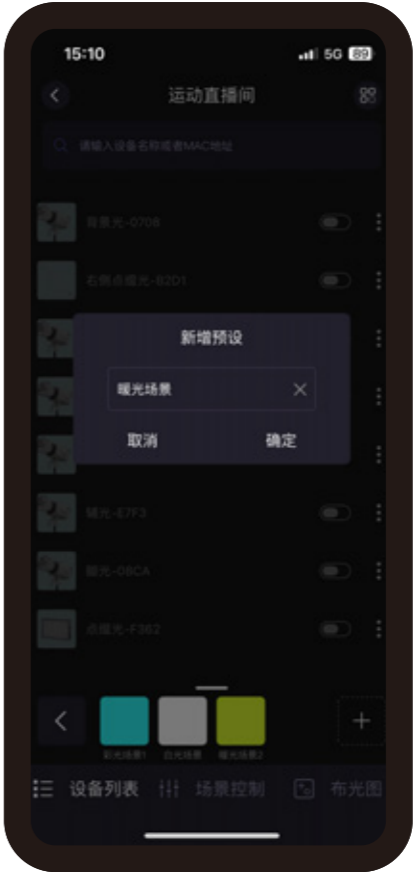 15:10
5G 89
运动直播间
请输入设备名称或者MAC地址
背景光-0706
右侧点缀光-B2D1
新增预设
暖光场景
取消 确定
辅光-E7F3
颜光-08CA
点缀光-F362
彩光场景1 白光场景 暖光场景2
设备列表 场景控制 布光图